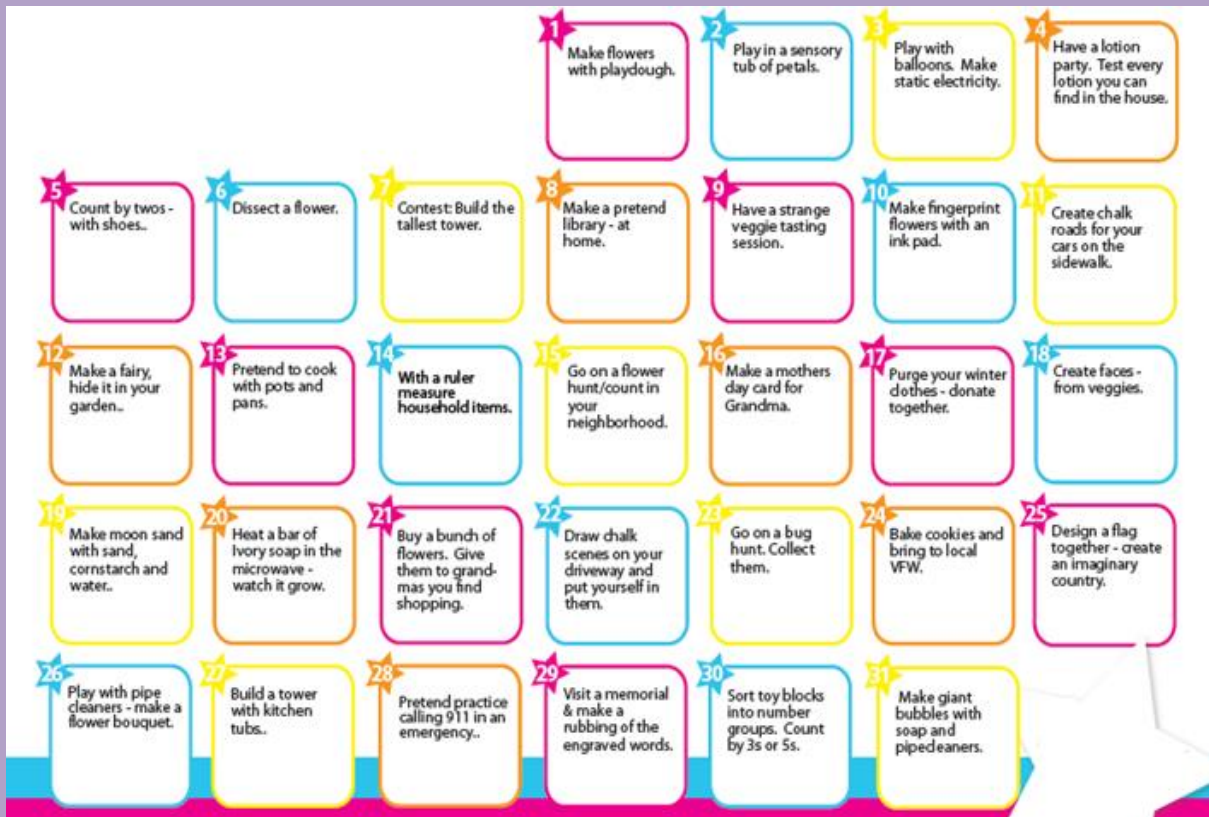 1
Make flowers
with playdough.
2
Play in a sensory
tub of petals.
3
Play with
balloons. Make
static electricity.
4
Have a lotion
party. Test every
lotion you can
find in the house.
5
Count by twos -
with shoes..
6
Dissect a flower.
7
Contest: Build the
tallest tower.
8
Make a pretend
library - at
home.
9
Have a strange
veggie tasting
session.
10
Make fingerprint
flowers with an
ink pad.
11
Create chalk
roads for your
cars on the
sidewalk.
12
Make a fairy,
hide it in your
garden..
13
Pretend to cook
with pots and
pans.
14
With a ruler
measure
household items.
15
Go on a flower
hunt/count in
your
neighborhood.
16
Make a mothers
day card for
Grandma.
17
Purge your winter
clothes - donate
together.
18
Create faces -
from veggies.
19
Make moon sand
with sand,
cornstarch and
water..
20
Heat a bar of
Ivory soap in the
microwave -
watch it grow.
21
Buy a bunch of
flowers. Give
them to grand-
mas you find
shopping.
22
Draw chalk
scenes on your
driveway and
put yourself in
them.
23
Go on a bug
hunt. Collect
them.
24
Bake cookies and
bring to local
VFW.
25
Design a flag
together - create
an imaginary
country.
26
Play with pipe
cleaners - make a
flower bouquet.
27
Build a tower
with kitchen
tubs..
28
Pretend practice
calling 911 in an
emergency..
29
Visit a memorial
& make a
rubbing of the
engraved words.
30
Sort toy blocks
into number
groups. Count
by 3s or 5s.
31
Make giant
bubbles with
soap and
pipecleaners.